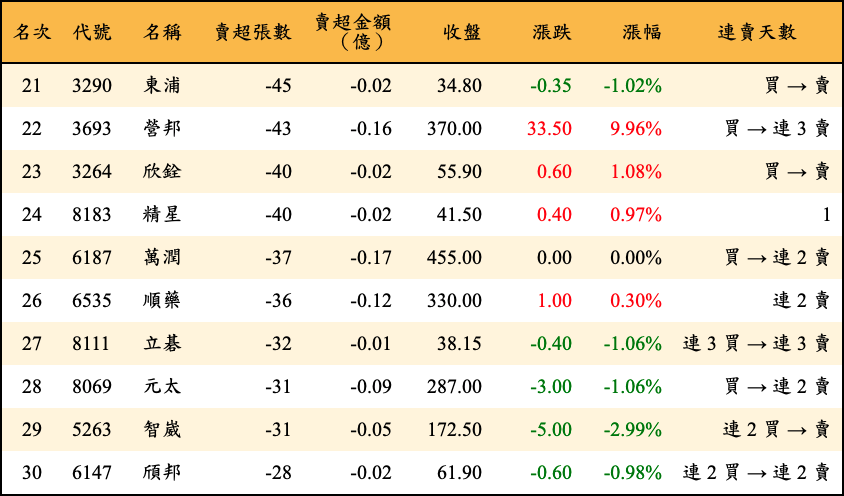 名次 代號 名稱 賣超張數 賣超金額（億） 收盤 漲跌 漲幅 連賣天數
21 3290 東浦 -45 -0.02 34.80 -0.35 -1.02% 買 → 賣
22 3693 營邦 -43 -0.16 370.00 33.50 9.96% 買 → 連 3 賣
23 3264 欣銓 -40 -0.02 55.90 0.60 1.08% 買 → 賣
24 8183 精星 -40 -0.02 41.50 0.40 0.97% 1
25 6187 萬潤 -37 -0.17 455.00 0.00 0.00% 買 → 連 2 賣
26 6535 順藥 -36 -0.12 330.00 1.00 0.30% 連 2 賣
27 8111 立碁 -32 -0.01 38.15 -0.40 -1.06% 連 3 買 → 連 3 賣
28 8069 元太 -31 -0.09 287.00 -3.00 -1.06% 買 → 連 2 賣
29 5263 智崴 -31 -0.05 172.50 -5.00 -2.99% 連 2 買 → 賣
30 6147 頎邦 -28 -0.02 61.90 -0.60 -0.98% 連 2 買 → 連 2 賣